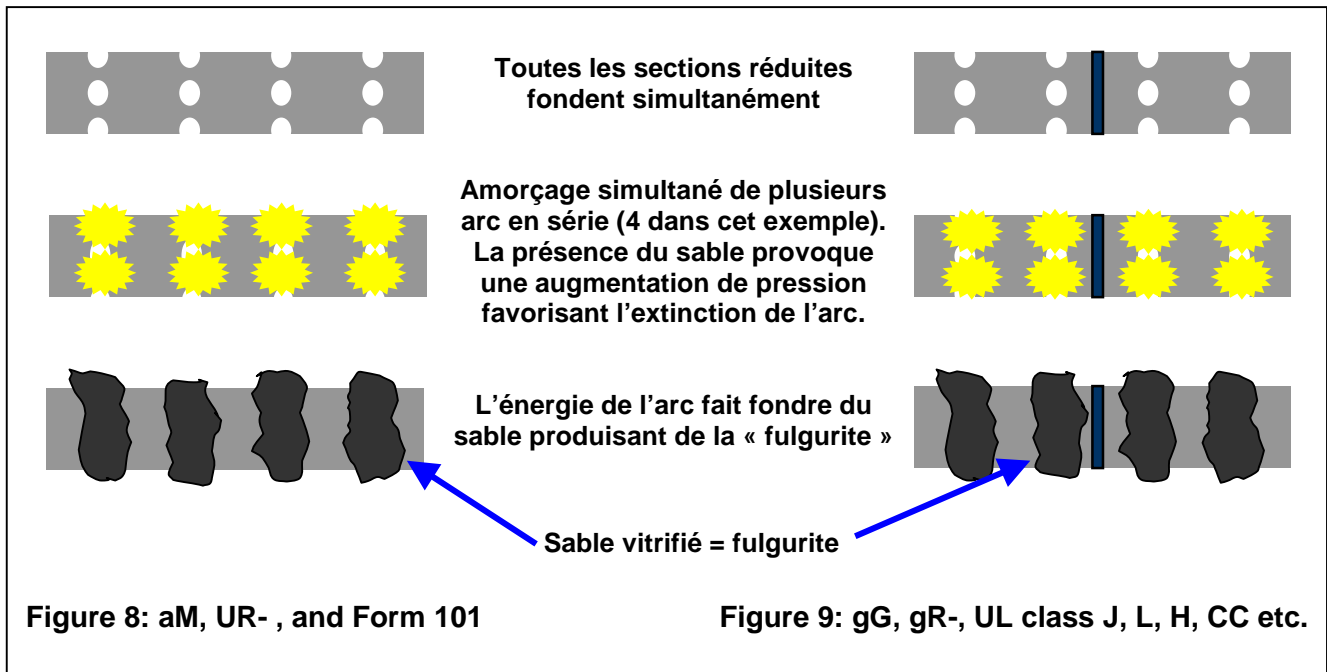 Toutes les sections réduites
fondent simultanément
Amorçage simultané de plusieurs
arc en série (4 dans cet exemple).
La présence du sable provoque
une augmentation de pression
favorisant l’extinction de l’arc.
L’énergie de l’arc fait fondre du
sable produisant de la « fulgurite »
Sable vitrifié = fulgurite
Figure 8: aM, UR- , and Form 101
Figure 9: gG, gR-, UL class J, L, H, CC etc.